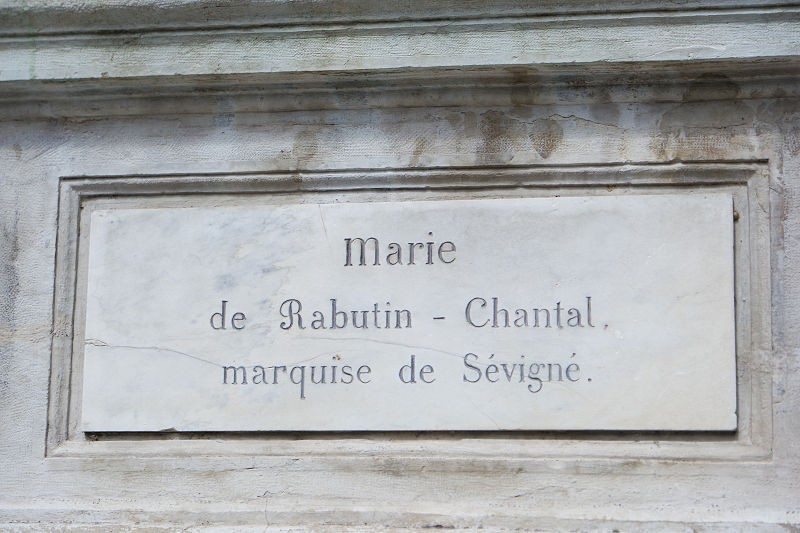 Marie
de Rabutin - Chantal,
marquise de Sévigné.